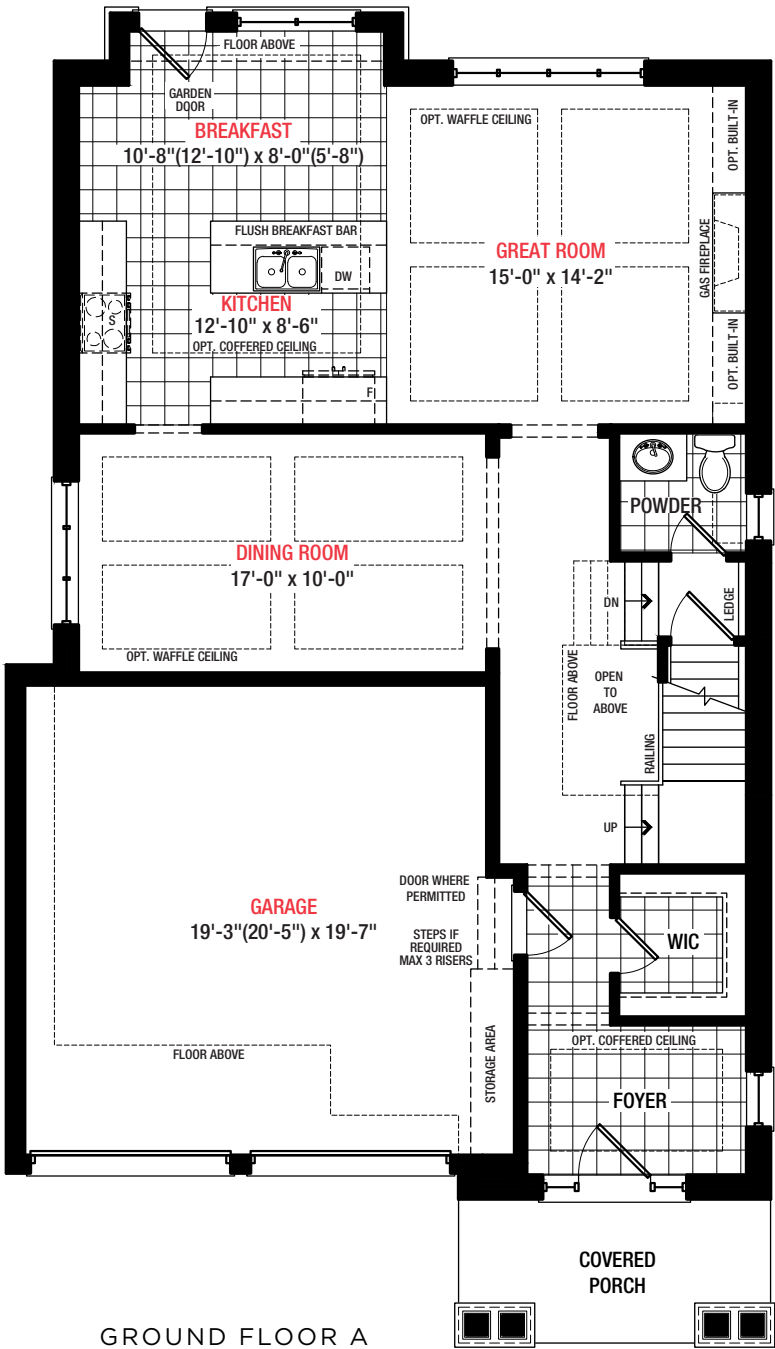 FLOOR ABOVE
GARDEN
DOOR
BREAKFAST
10'-8"(12'-10") x 8'-0"(5'-8")
OPT. WAFFLE CEILING
OPT. BUILT-IN
FLUSH BREAKFAST BAR
DW
GREAT ROOM
15'-0" x 14'-2"
GAS FIREPLACE
KITCHEN
12'-10" x 8'-6"
OPT. COFFERED CEILING
S
F
OPT. BUILT-IN
POWDER
DINING ROOM
17'-0" x 10'-0"
OPT. WAFFLE CEILING
DN
LEDGE
FLOOR ABOVE
OPEN
TO
ABOVE
RAILING
UP
DOOR WHERE
PERMITTED
STEPS IF
REQUIRED
MAX 3 RISERS
GARAGE
19'-3"(20'-5") x 19'-7"
WIC
FLOOR ABOVE
STORAGE AREA
OPT. COFFERED CEILING
FOYER
COVERED
PORCH
GROUND FLOOR A